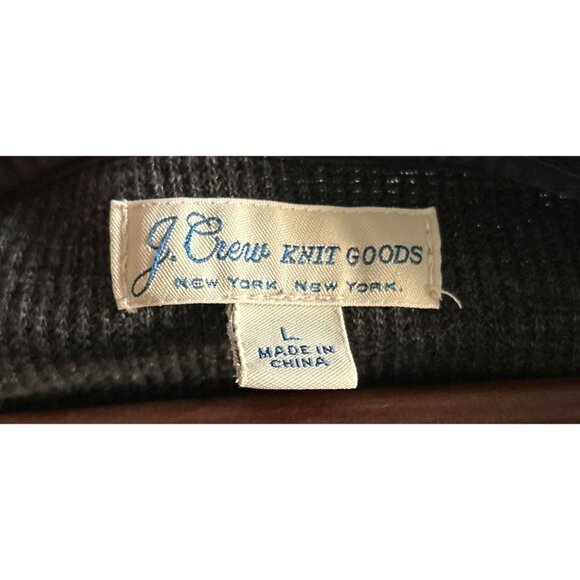 J. Crew KNIT GOODS
NEW YORK, NEW YORK.
L
MADE IN
CHINA